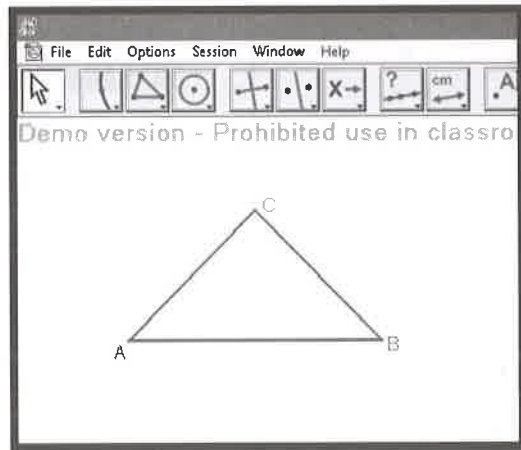 File Edit Options Session Window Help
X ? cm A
Demo version - Prohibited use in classro
C
A B